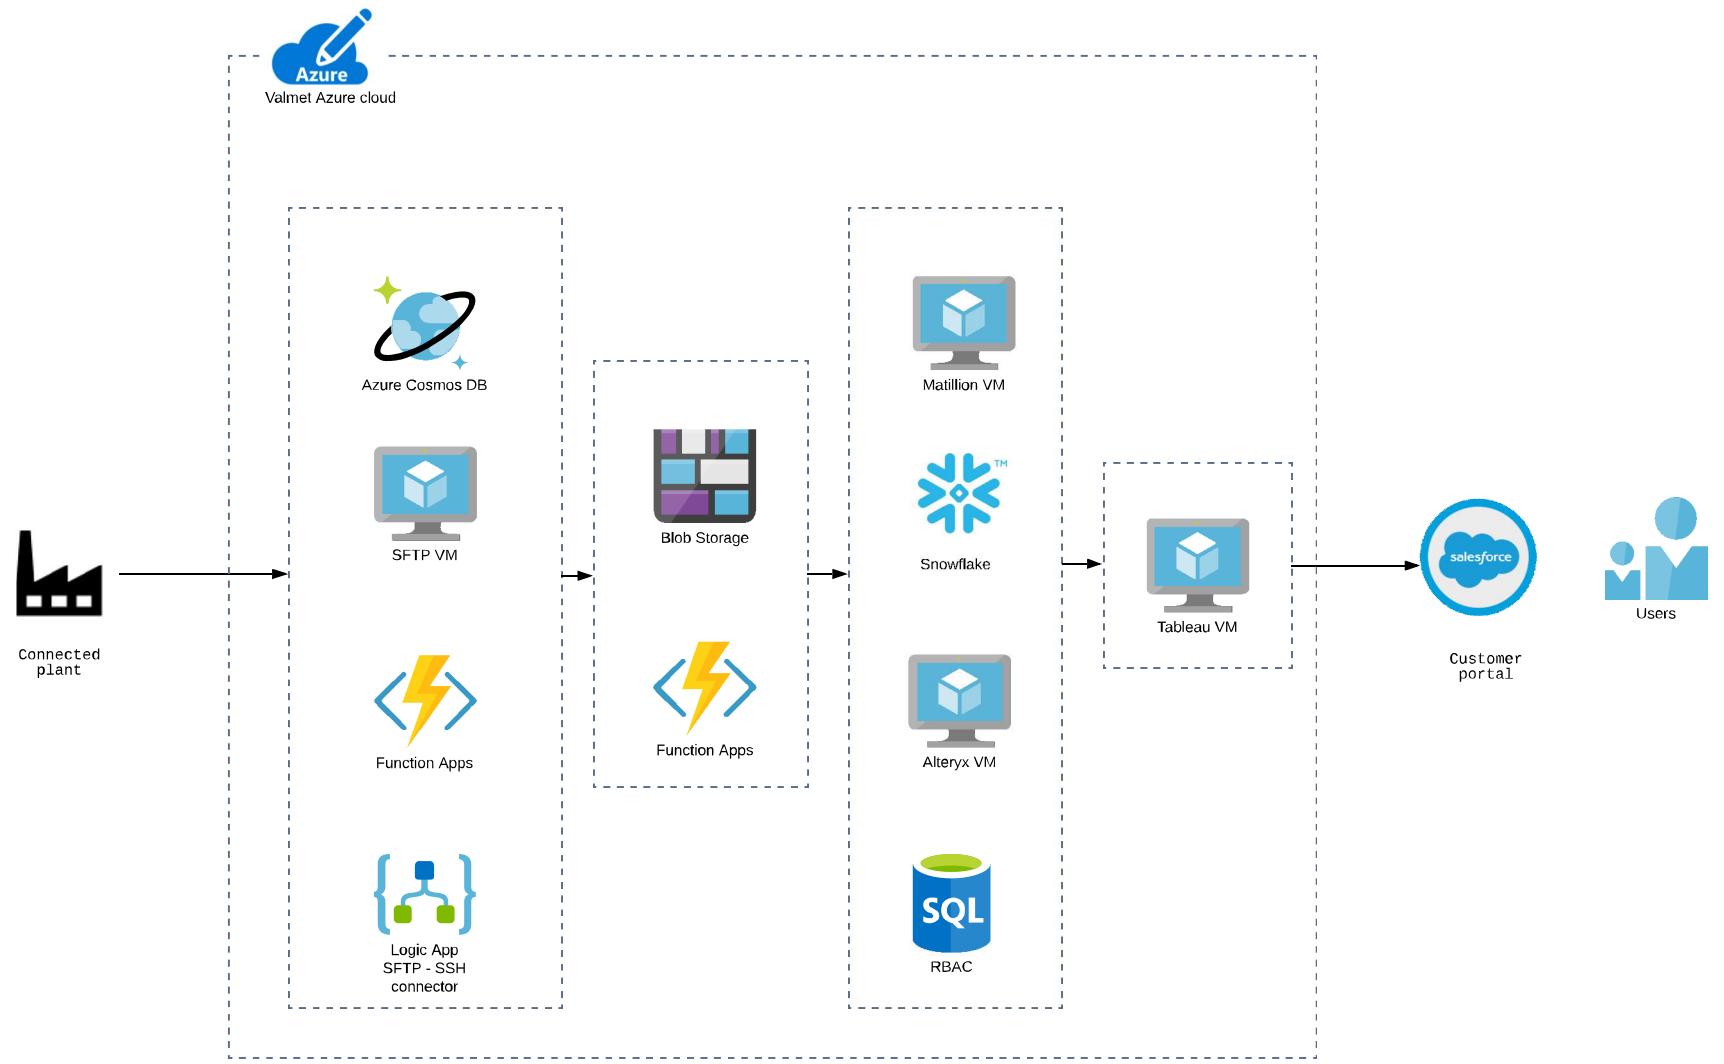 Azure
Valmet Azure cloud
Connected
plant
Azure Cosmos DB
SFTP VM
Function Apps
Logic App
SFTP - SSH
connector
Blob Storage
Function Apps
Matillion VM
TM
Snowflake
Alteryx VM
SQL
RBAC
Tableau VM
salesforce
Customer
portal
Users